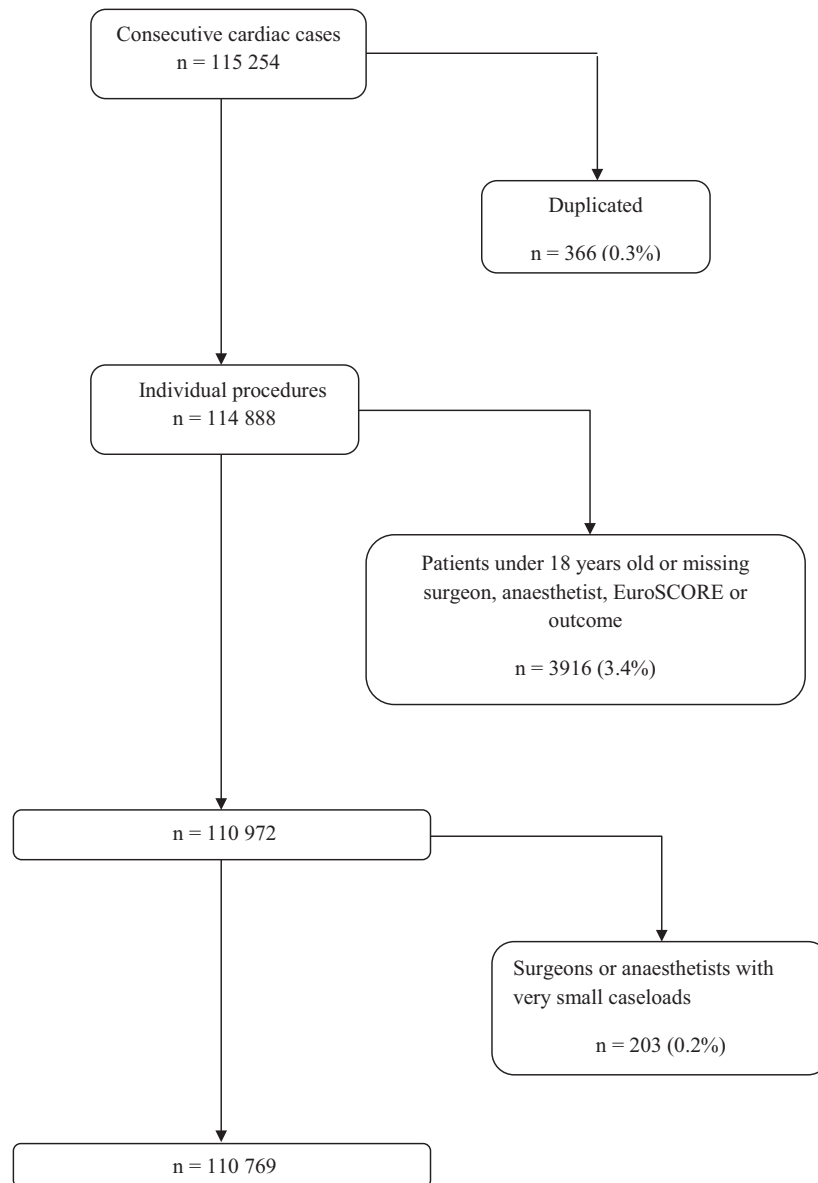 Consecutive cardiac cases
n = 115 254
Duplicated
n = 366 (0.3%)
Individual procedures
n = 114 888
Patients under 18 years old or missing
surgeon, anaesthetist, EuroSCORE or
outcome
n = 3916 (3.4%)
n = 110 972
Surgeons or anaesthetists with
very small caseloads
n = 203 (0.2%)
n = 110 769